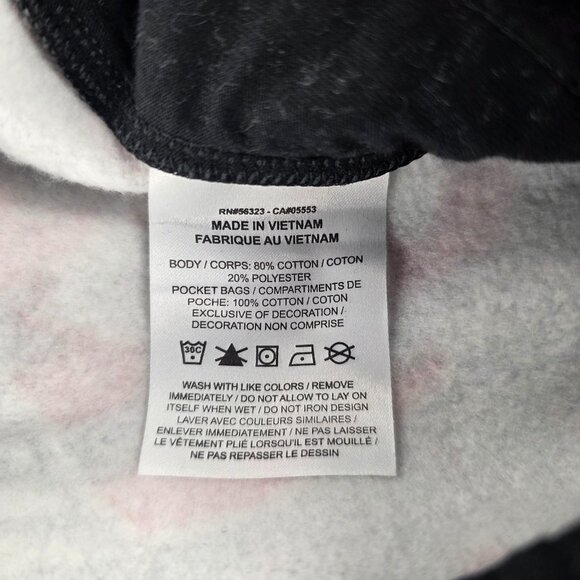 RN#56323 - CA#05553
MADE IN VIETNAM
FABRIQUE AU VIETNAM
BODY / CORPS: 80% COTTON / COTON
20% POLYESTER
POCKET BAGS / COMPARTIMENTS DE
POCHE: 100% COTTON / COTON
EXCLUSIVE OF DECORATION /
DECORATION NON COMPRISE
30C
WASH WITH LIKE COLORS / REMOVE
IMMEDIATELY / DO NOT ALLOW TO LAY ON
ITSELF WHEN WET / DO NOT IRON DESIGN
LAVER AVEC COULEURS SIMILAIRES /
ENLEVER IMMEDIATEMENT / NE PAS LAISSER
LE VÊTEMENT PLIÉ LORSQU'IL EST MOUILLÉ /
NE PAS REPASSER LE DESSIN